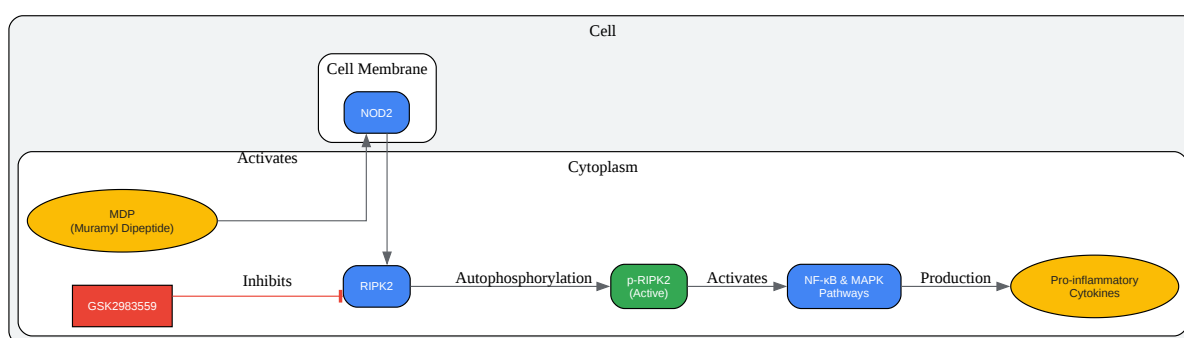 Cell
Cell Membrane
NOD2
Activates
Cytoplasm
MDP
(Muramyl Dipeptide)
GSK2983559
Inhibits
RIPK2
Autophosphorylation
p-RIPK2
(Active)
Activates
NF-κB & MAPK
Pathways
Production
Pro-inflammatory
Cytokines